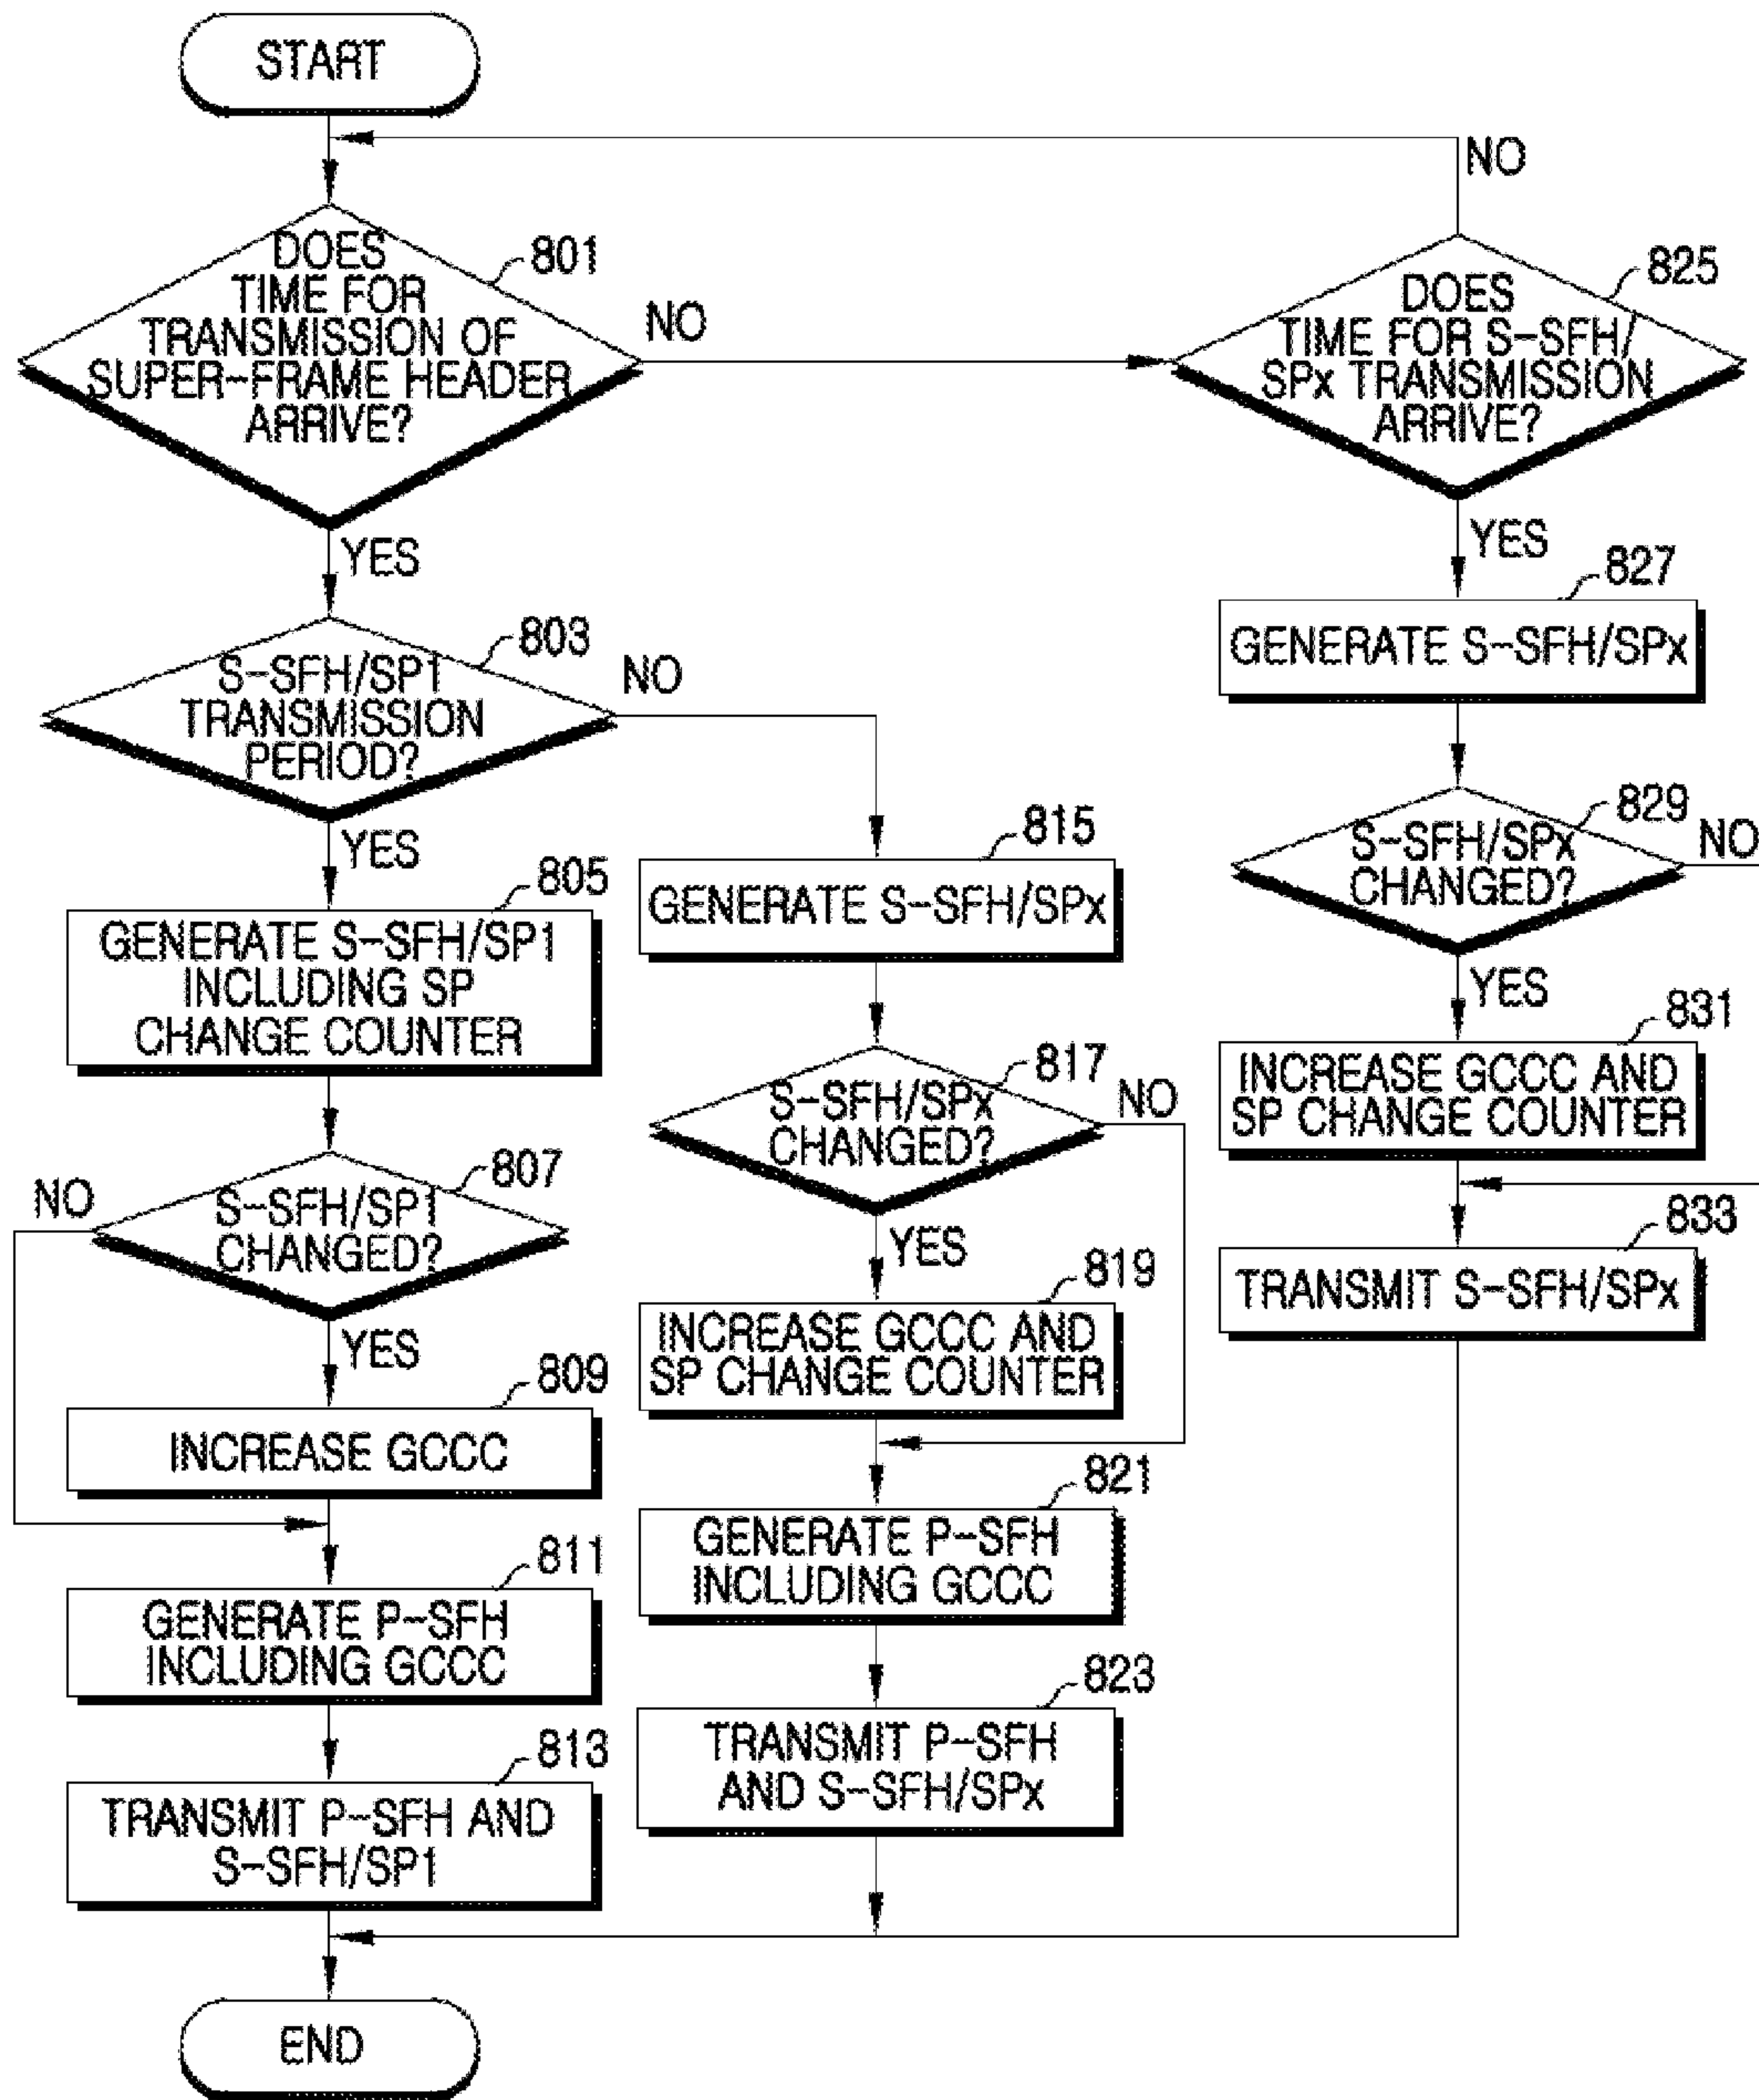 START
NO
DOES
TIME FOR
TRANSMISSION OF
SUPER-FRAME HEADER
ARRIVE?
801
NO
DOES
TIME FOR S-SFH/
SPx TRANSMISSION
ARRIVE?
825
YES
YES
S-SFH/SP1
TRANSMISSION
PERIOD?
803
NO
827
GENERATE S-SFH/SPx
YES
805
GENERATE S-SFH/SP1
INCLUDING SP
CHANGE COUNTER
815
GENERATE S-SFH/SPx
829
S-SFH/SPx
CHANGED?
NO
YES
807
NO
S-SFH/SP1
CHANGED?
817
S-SFH/SPx
CHANGED?
NO
831
INCREASE GCCC AND
SP CHANGE COUNTER
YES
YES
833
TRANSMIT S-SFH/SPx
809
INCREASE GCCC
819
INCREASE GCCC AND
SP CHANGE COUNTER
811
GENERATE P-SFH
INCLUDING GCCC
821
GENERATE P-SFH
INCLUDING GCCC
813
TRANSMIT P-SFH AND
S-SFH/SP1
823
TRANSMIT P-SFH
AND S-SFH/SPx
END